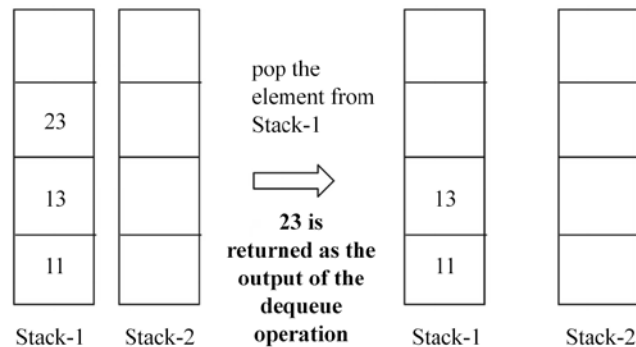 23
13
11
Stack-1
Stack-2
pop the
element from
Stack-1
23 is
returned as the
output of the
dequeue
operation
13
11
Stack-1
Stack-2